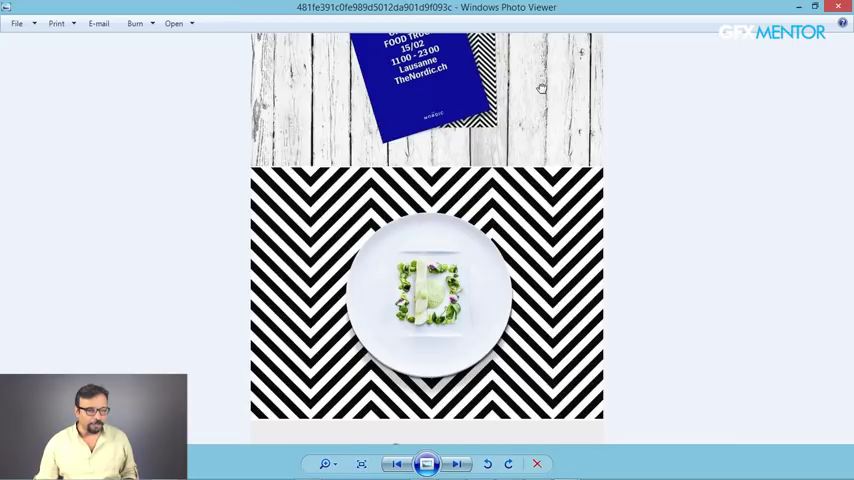 481fe391c0fe989d5012da901d9f093c - Windows Photo Viewer
File Print E-mail Burn Open
GFXMENTOR
FOOD TRUCK
15/02
11 00 - 23 00
Lausanne
TheNordic.ch
NORDIC